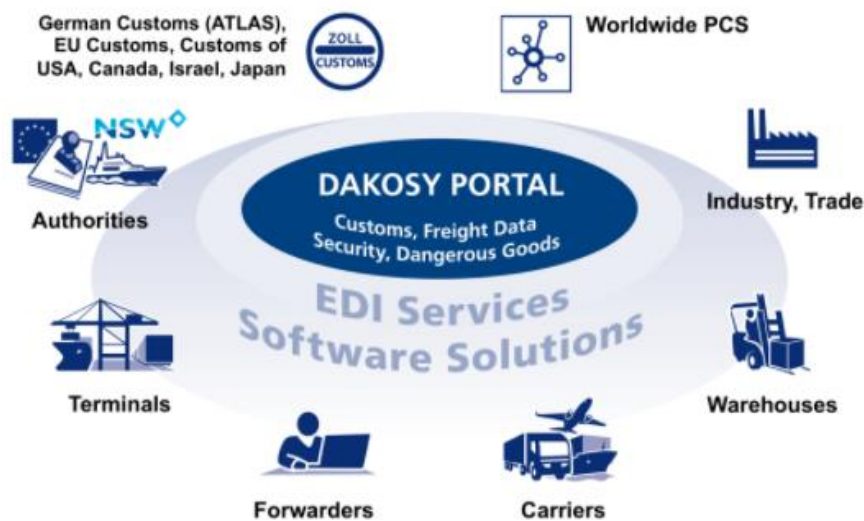 German Customs (ATLAS),
EU Customs, Customs of
USA, Canada, Israel, Japan
ZOLL
CUSTOMS
Worldwide PCS
NSW
Authorities
Industry, Trade
DAKOSY PORTAL
Customs, Freight Data
Security, Dangerous Goods
EDI Services
Software Solutions
Terminals
Warehouses
Forwarders
Carriers